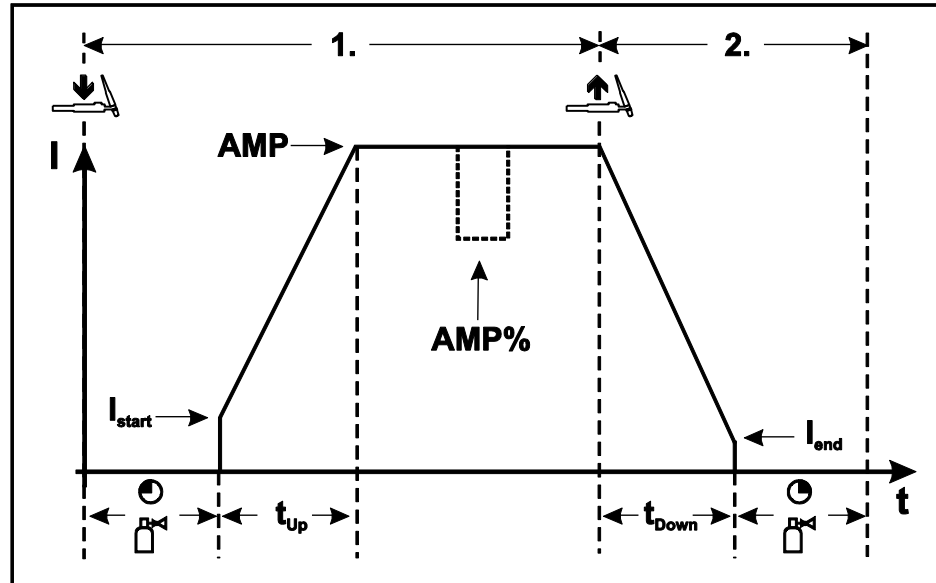 1. 2.
AMP
I
AMP%
Istart
Iend
t
tUp tDown